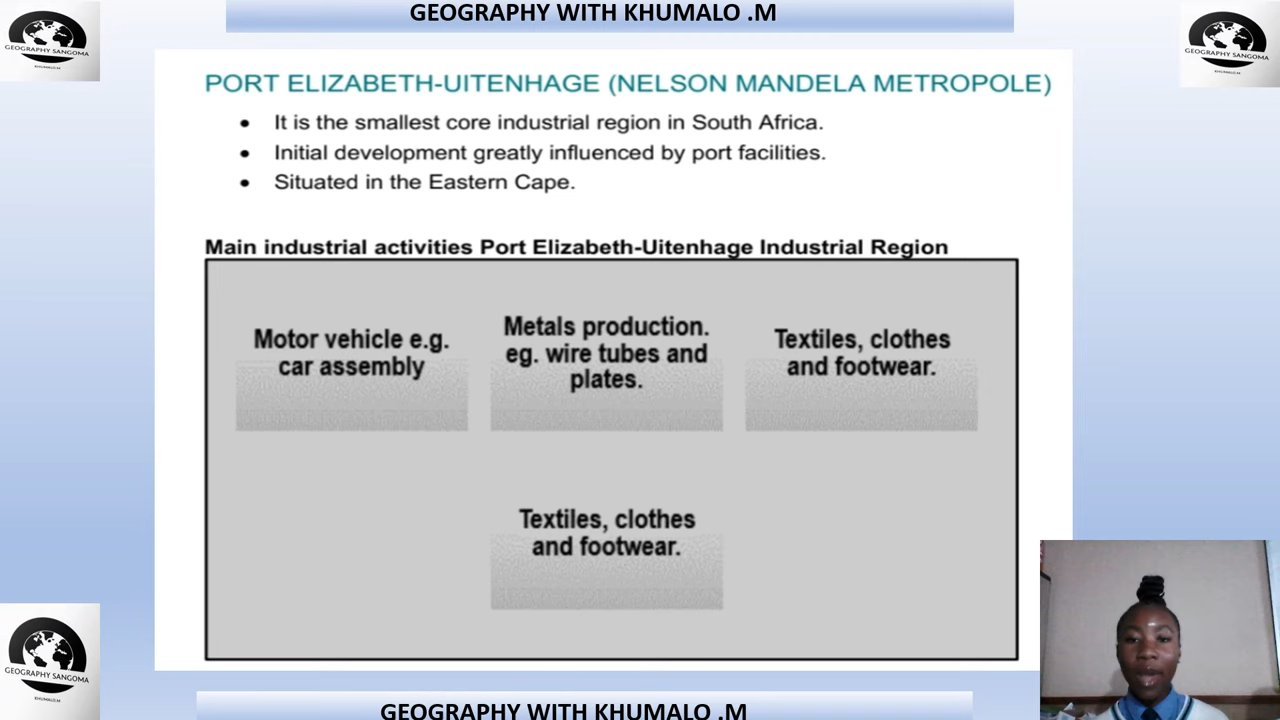 GEOGRAPHY WITH KHUMALO .M
GEOGRAPHY SANGOMA
KHUMALO.M
GEOGRAPHY SANGOMA
KHUMALO.M
PORT ELIZABETH-UITENHAGE (NELSON MANDELA METROPOLE)
• It is the smallest core industrial region in South Africa.
• Initial development greatly influenced by port facilities.
• Situated in the Eastern Cape.
Main industrial activities Port Elizabeth-Uitenhage Industrial Region
Motor vehicle e.g.
car assembly
Metals production.
eg. wire tubes and
plates.
Textiles, clothes
and footwear.
Textiles, clothes
and footwear.
GEOGRAPHY SANGOMA
KHUMALO.M
GEOGRAPHY WITH KHUMALO .M